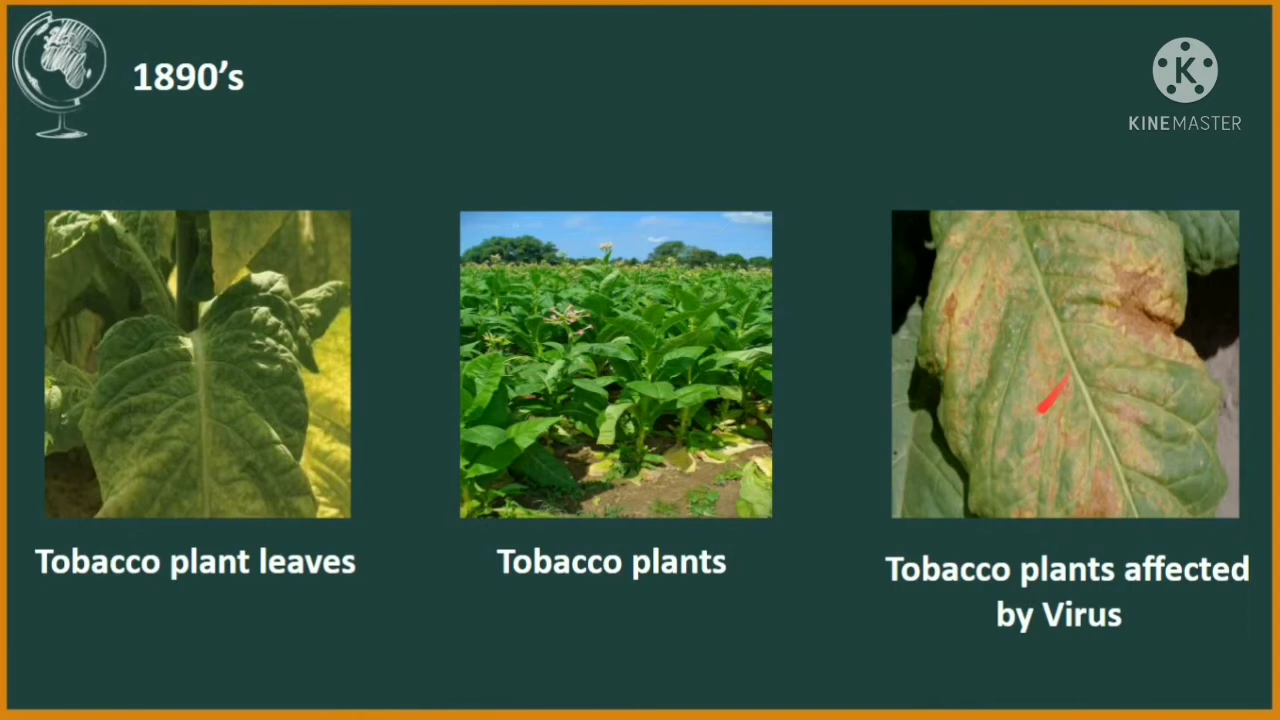 1890’s
K
KINEMASTER
Tobacco plant leaves
Tobacco plants
Tobacco plants affected
by Virus